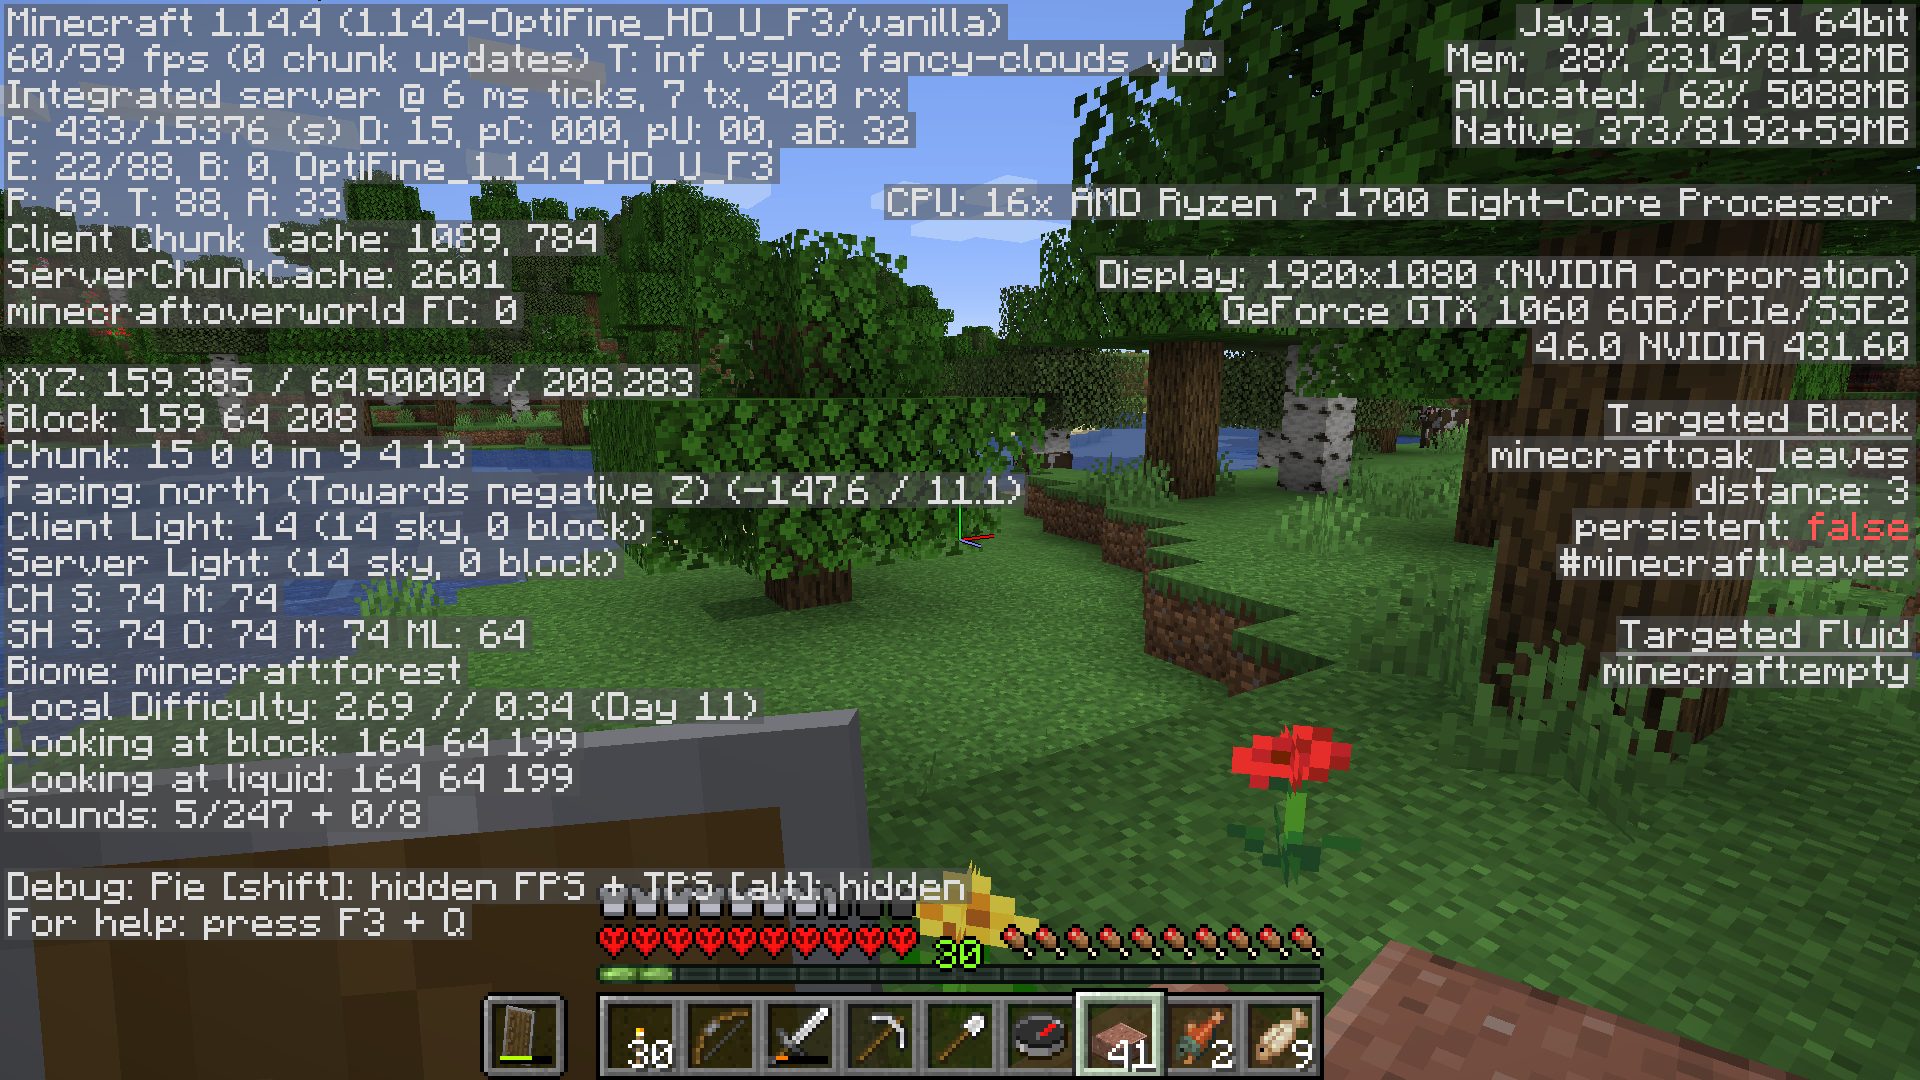 Minecraft 1.14.4 (1.14.4-OptiFine_HD_U_F3/vanilla)
60/59 fps (0 chunk updates) T: inf vsync fancy-clouds vbo
Integrated server @ 6 ms ticks, 7 tx, 420 rx
C: 433/15376 (s) D: 15, pC: 000, pU: 00, aB: 32
E: 22/88, B: 0, OptiFine_1.14.4_HD_U_F3
P: 69. T: 88, A: 33
Client Chunk Cache: 1089, 784
ServerChunkCache: 2601
minecraft:overworld FC: 0
XYZ: 159.385 / 64.50000 / 208.283
Block: 159 64 208
Chunk: 15 0 0 in 9 4 13
Facing: north (Towards negative Z) (-147.6 / 11.1)
Client Light: 14 (14 sky, 0 block)
Server Light: (14 sky, 0 block)
CH S: 74 M: 74
SH S: 74 O: 74 M: 74 ML: 64
Biome: minecraft:forest
Local Difficulty: 2.69 // 0.34 (Day 11)
Looking at block: 164 64 199
Looking at liquid: 164 64 199
Sounds: 5/247 + 0/8
Debug: Pie [shift]: hidden FPS + TPS [alt]: hidden
For help: press F3 + Q
Java: 1.8.0_51 64bit
Mem: 28% 2314/8192MB
Allocated: 62% 5088MB
Native: 373/8192+59MB
CPU: 16x AMD Ryzen 7 1700 Eight-Core Processor
Display: 1920x1080 (NVIDIA Corporation)
GeForce GTX 1060 6GB/PCIe/SSE2
4.6.0 NVIDIA 431.60
Targeted Block
minecraft:oak_leaves
distance: 3
persistent: false
#minecraft:leaves
Targeted Fluid
minecraft:empty
30
30 41 2 9